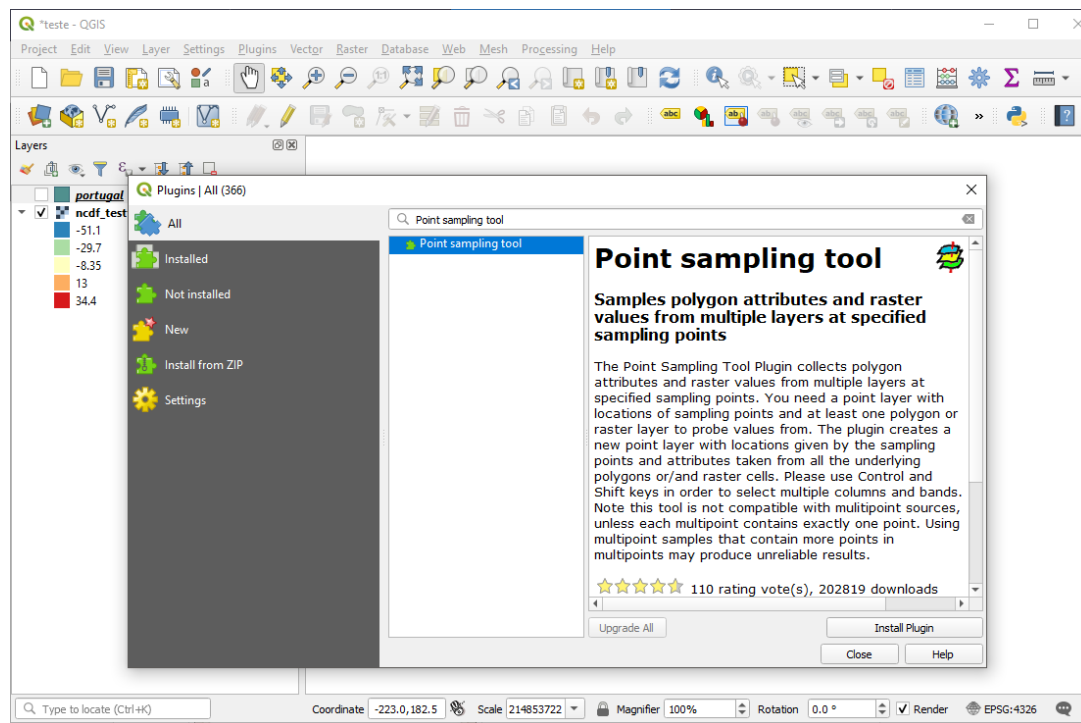 *teste - QGIS
Project Edit View Layer Settings Plugins Vector Raster Database Web Mesh Processing Help
Layers
portugal
ncdf_test
-51.1
-29.7
-8.35
13
34.4
Plugins | All (366)
All
Installed
Not installed
New
Install from ZIP
Settings
Point sampling tool
Point sampling tool
Point sampling tool
Samples polygon attributes and raster
values from multiple layers at specified
sampling points
The Point Sampling Tool Plugin collects polygon
attributes and raster values from multiple layers at
specified sampling points. You need a point layer with
locations of sampling points and at least one polygon or
raster layer to probe values from. The plugin creates a
new point layer with locations given by the sampling
points and attributes taken from all the underlying
polygons or/and raster cells. Please use Control and
Shift keys in order to select multiple columns and bands.
Note this tool is not compatible with mulitipoint sources,
unless each multipoint contains exactly one point. Using
multipoint samples that contain more points in
multipoints may produce unreliable results.
110 rating vote(s), 202819 downloads
Upgrade All
Install Plugin
Close
Help
Type to locate (Ctrl+K)
Coordinate -223.0,182.5 Scale 214853722 Magnifier 100% Rotation 0.0 ° Render EPSG:4326